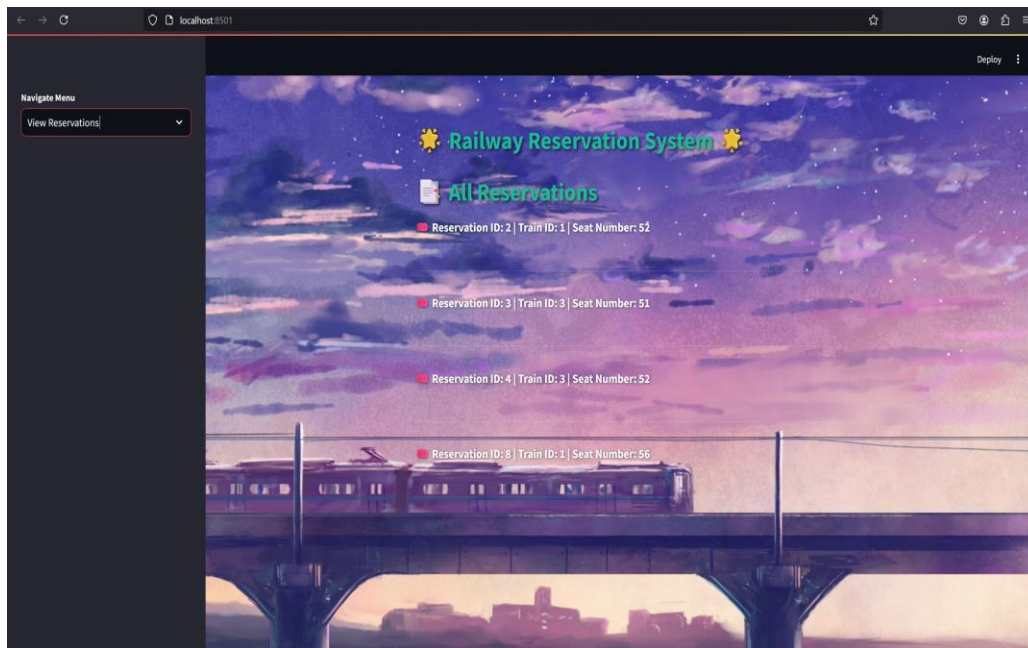 localhost:8501
Deploy
Navigate Menu
View Reservations
Railway Reservation System
All Reservations
Reservation ID: 2 | Train ID: 1 | Seat Number: 52
Reservation ID: 3 | Train ID: 3 | Seat Number: 51
Reservation ID: 4 | Train ID: 3 | Seat Number: 52
Reservation ID: 8 | Train ID: 1 | Seat Number: 56